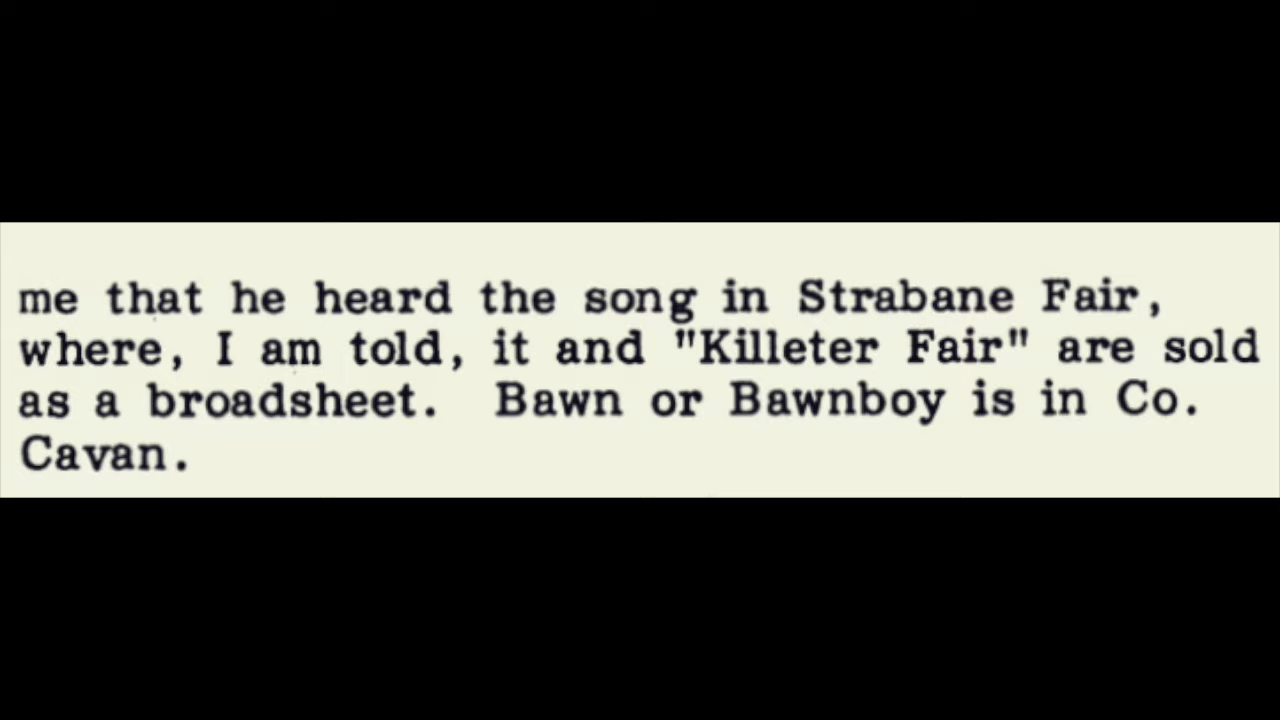 me that he heard the song in Strabane Fair,
where, I am told, it and "Killeter Fair" are sold
as a broadsheet.  Bawn or Bawnboy is in Co.
Cavan.